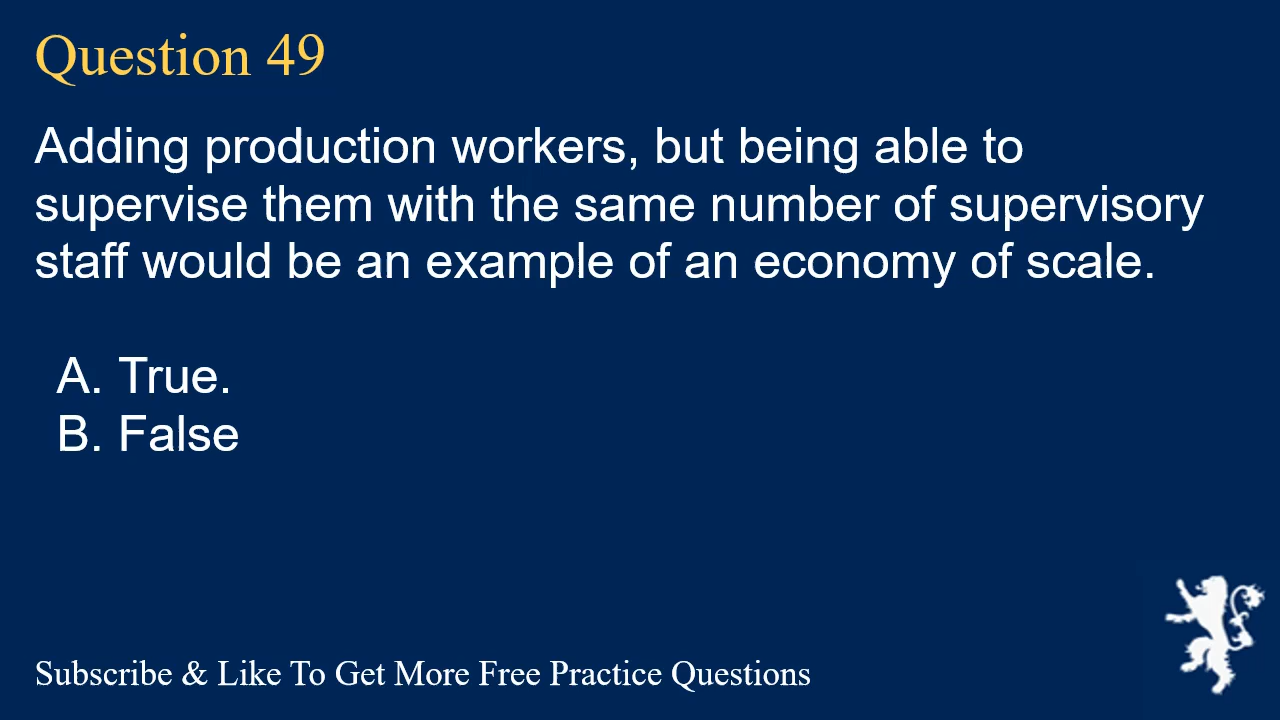 Question 49
Adding production workers, but being able to
supervise them with the same number of supervisory
staff would be an example of an economy of scale.
A. True.
B. False
Subscribe & Like To Get More Free Practice Questions